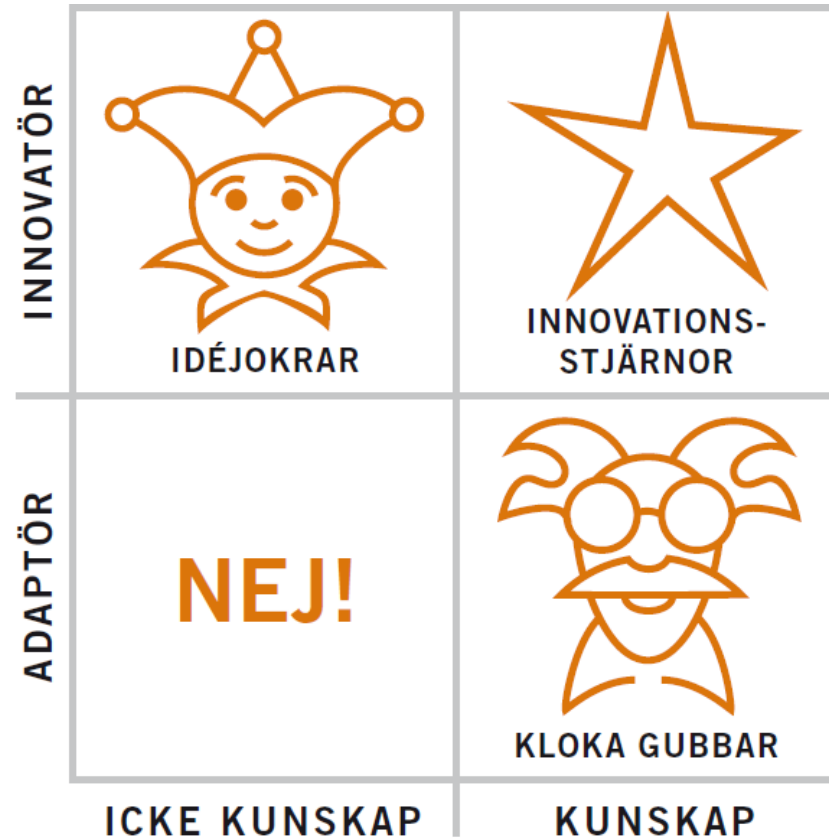 INNOVATÖR
IDÉJOKRAR
INNOVATIONS-
STJÄRNOR
ADAPTÖR
NEJ!
KLOKA GUBBAR
ICKE KUNSKAP
KUNSKAP